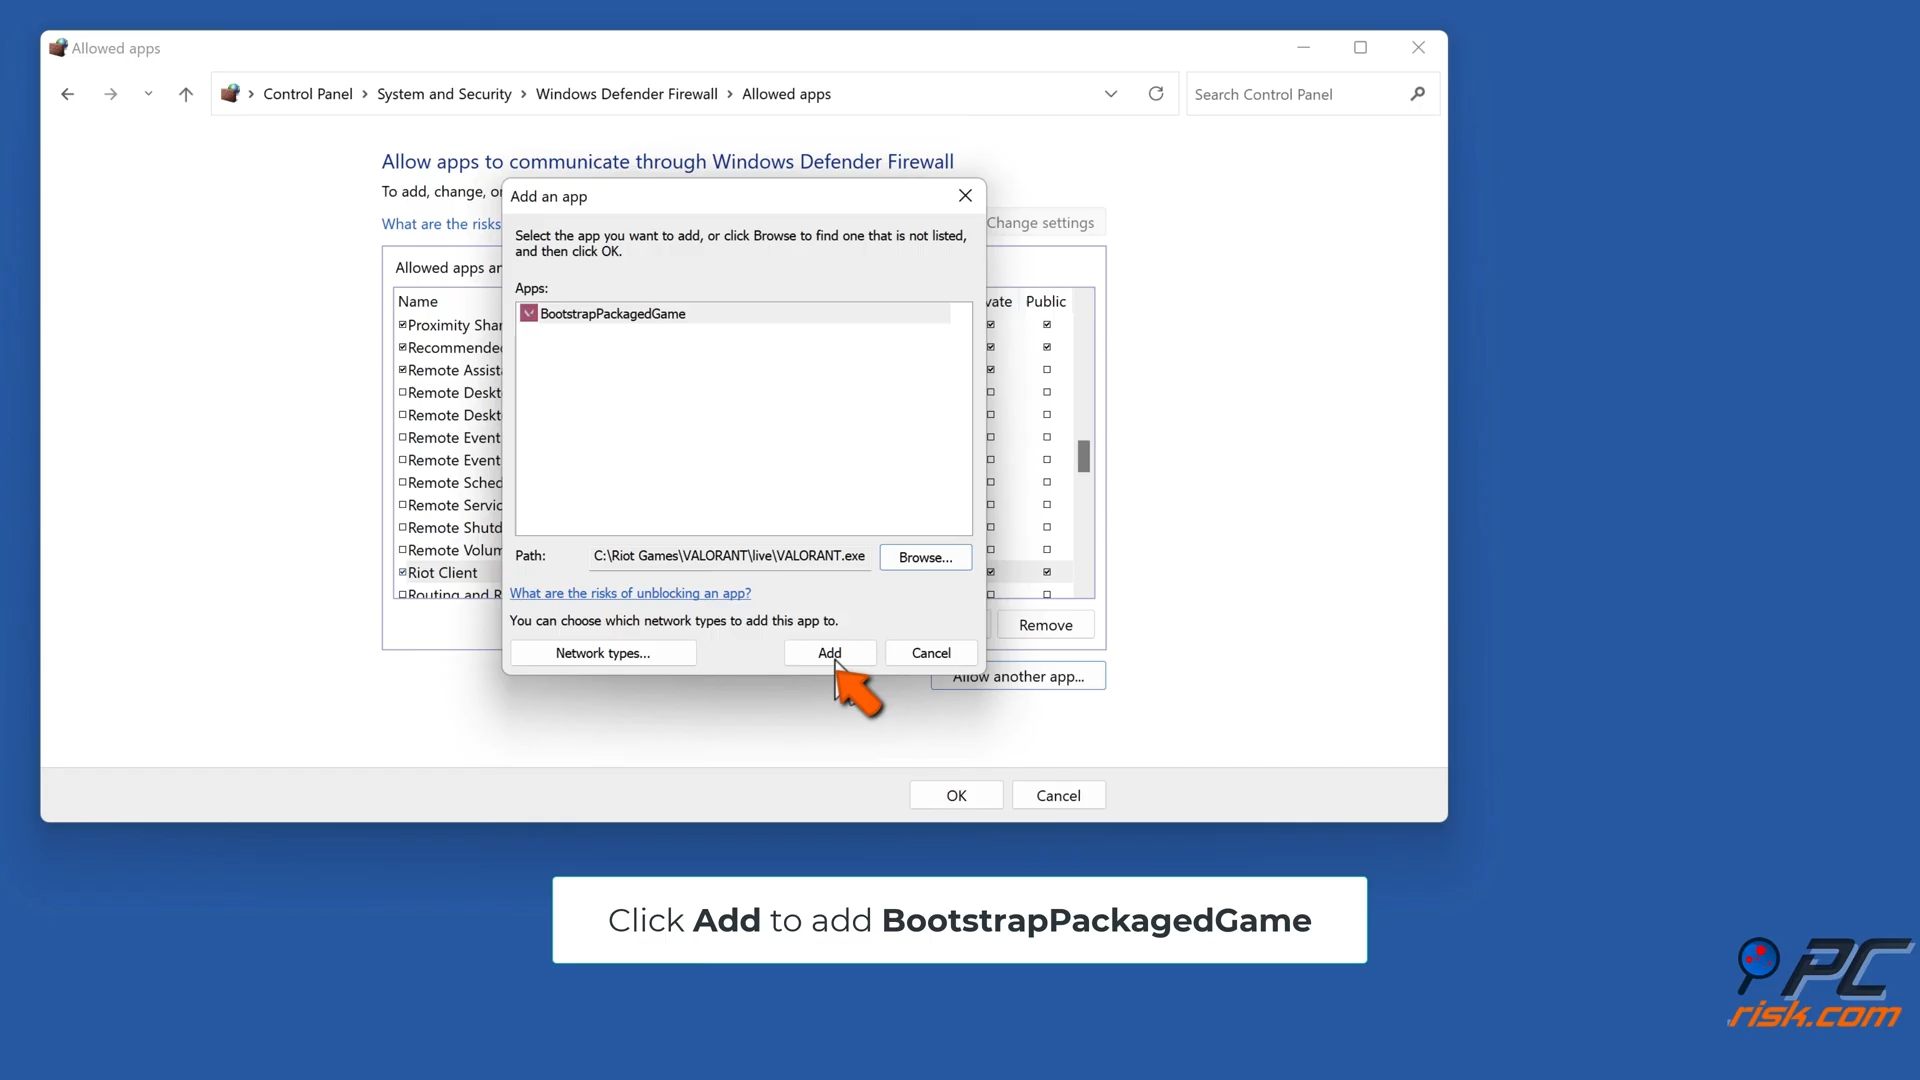 Allowed apps
Control Panel > System and Security > Windows Defender Firewall > Allowed apps
Search Control Panel
Allow apps to communicate through Windows Defender Firewall
To add, change, o
What are the risks
Change settings
Allowed apps an
Name
vate Public
Proximity Shar
Recommended
Remote Assista
Remote Deskt
Remote Deskt
Remote Event
Remote Event
Remote Sched
Remote Servic
Remote Shutd
Remote Volum
Riot Client
Routing and R
Remove
Allow another app...
OK Cancel
Add an app
Select the app you want to add, or click Browse to find one that is not listed,
and then click OK.
Apps:
BootstrapPackagedGame
Path: C:\Riot Games\VALORANT\live\VALORANT.exe Browse...
What are the risks of unblocking an app?
You can choose which network types to add this app to.
Network types... Add Cancel
Click Add to add BootstrapPackagedGame
PC
risk.com